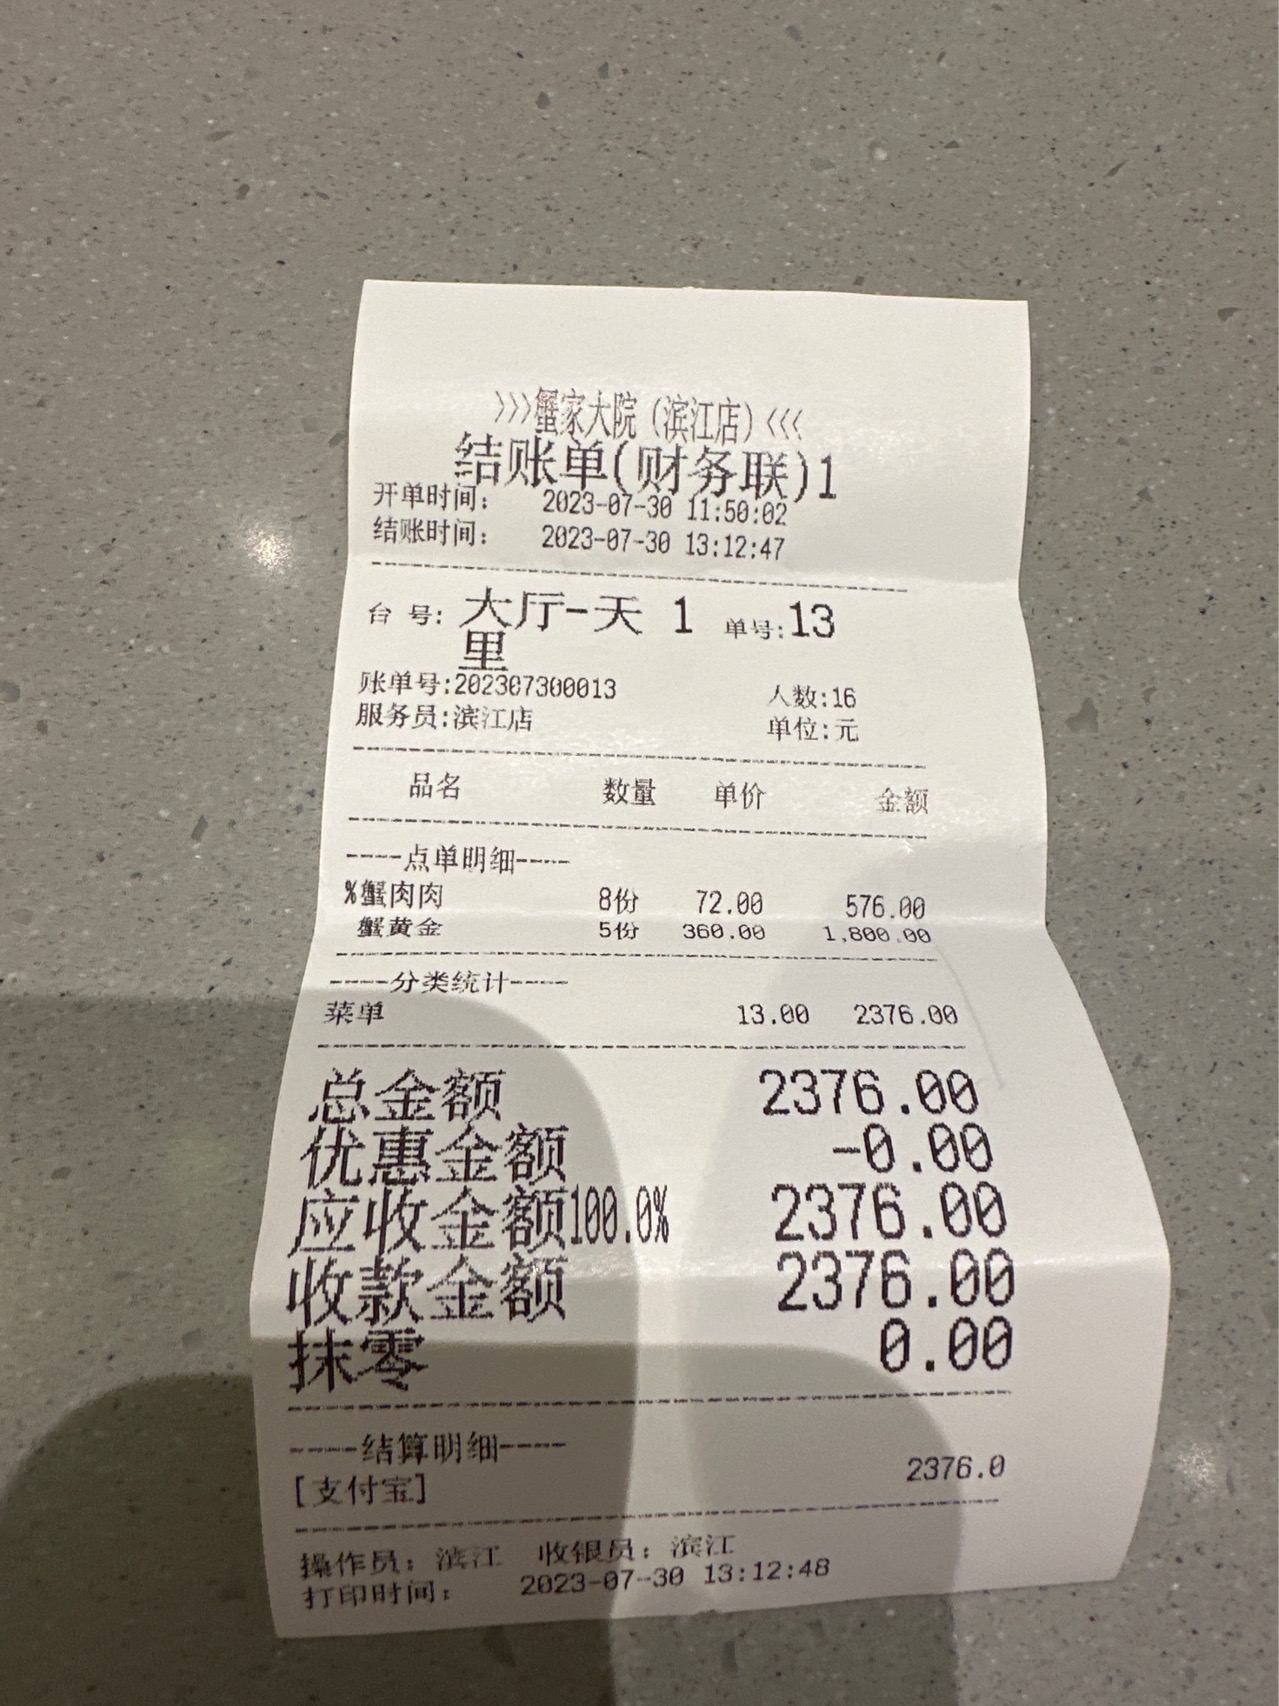 >>>蟹家大院（滨江店）<<<
结账单(财务联)1
开单时间： 2023-07-30 11:50:02
结账时间： 2023-07-30 13:12:47
台 号: 大厅-天 1 单号:13
里
账单号:202307300013 人数:16
服务员:滨江店 单位:元
品名 数量 单价 金额
----点单明细----
%蟹肉肉 8份 72.00 576.00
蟹黄金 5份 360.00 1,800.00
----分类统计----
菜单 13.00 2376.00
总金额 2376.00
优惠金额 -0.00
应收金额100.0% 2376.00
收款金额 2376.00
抹零 0.00
----结算明细----
[支付宝] 2376.0
操作员: 滨江 收银员: 滨江
打印时间: 2023-07-30 13:12:48